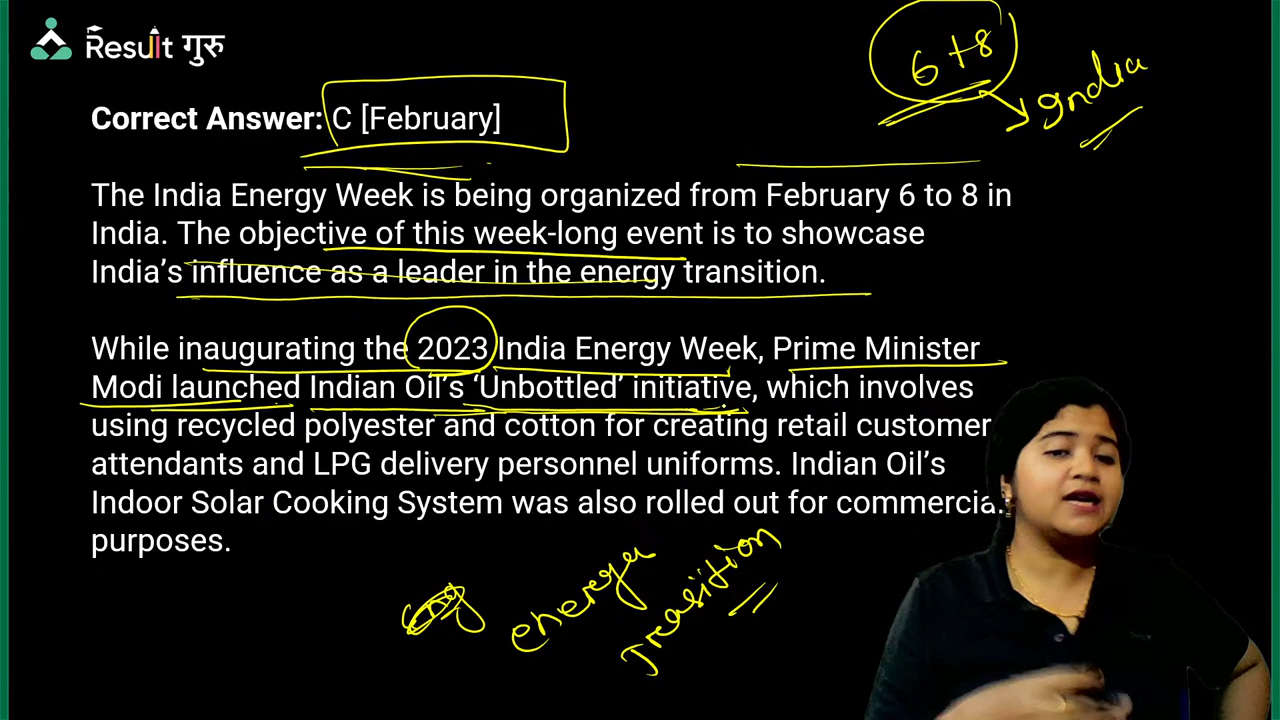 Result गुरु
6 + 8
India
Correct Answer: C [February]
The India Energy Week is being organized from February 6 to 8 in
India. The objective of this week-long event is to showcase
India’s influence as a leader in the energy transition.
While inaugurating the 2023 India Energy Week, Prime Minister
Modi launched Indian Oil’s ‘Unbottled’ initiative, which involves
using recycled polyester and cotton for creating retail customer
attendants and LPG delivery personnel uniforms. Indian Oil’s
Indoor Solar Cooking System was also rolled out for commercial
purposes.